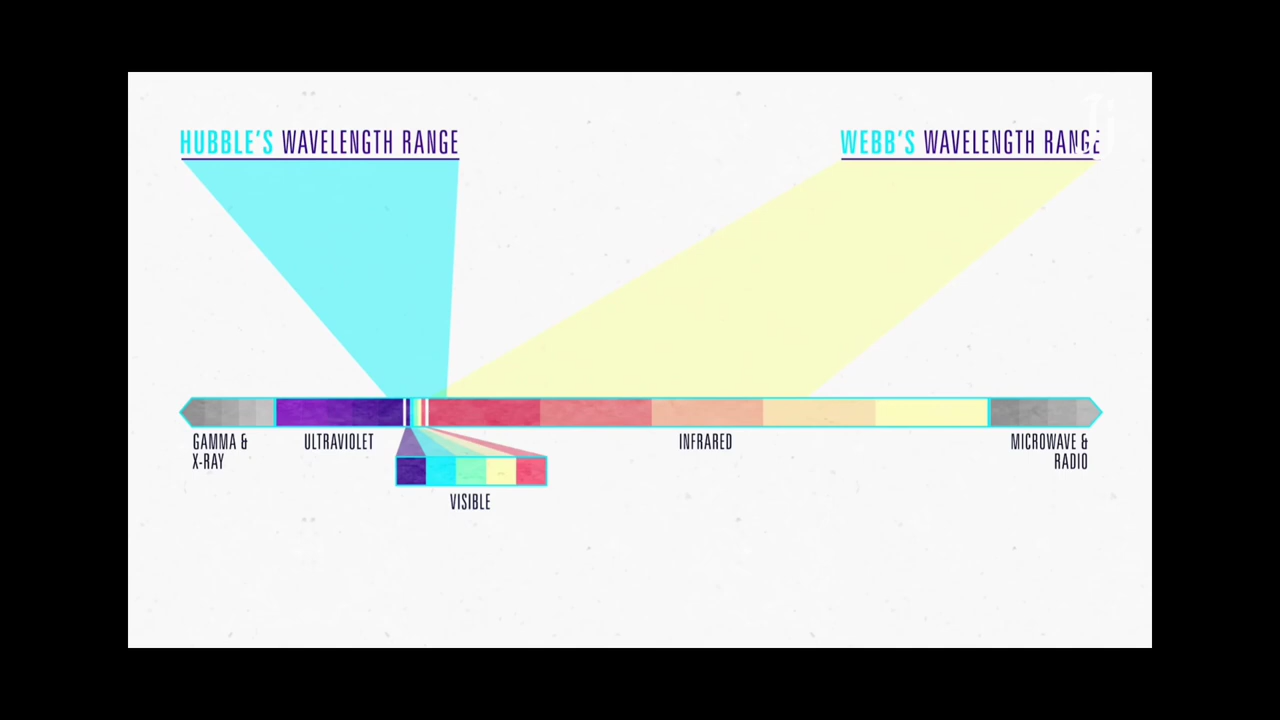 HUBBLE'S WAVELENGTH RANGE
WEBB'S WAVELENGTH RANGE
GAMMA &
X-RAY
ULTRAVIOLET
INFRARED
MICROWAVE &
RADIO
VISIBLE